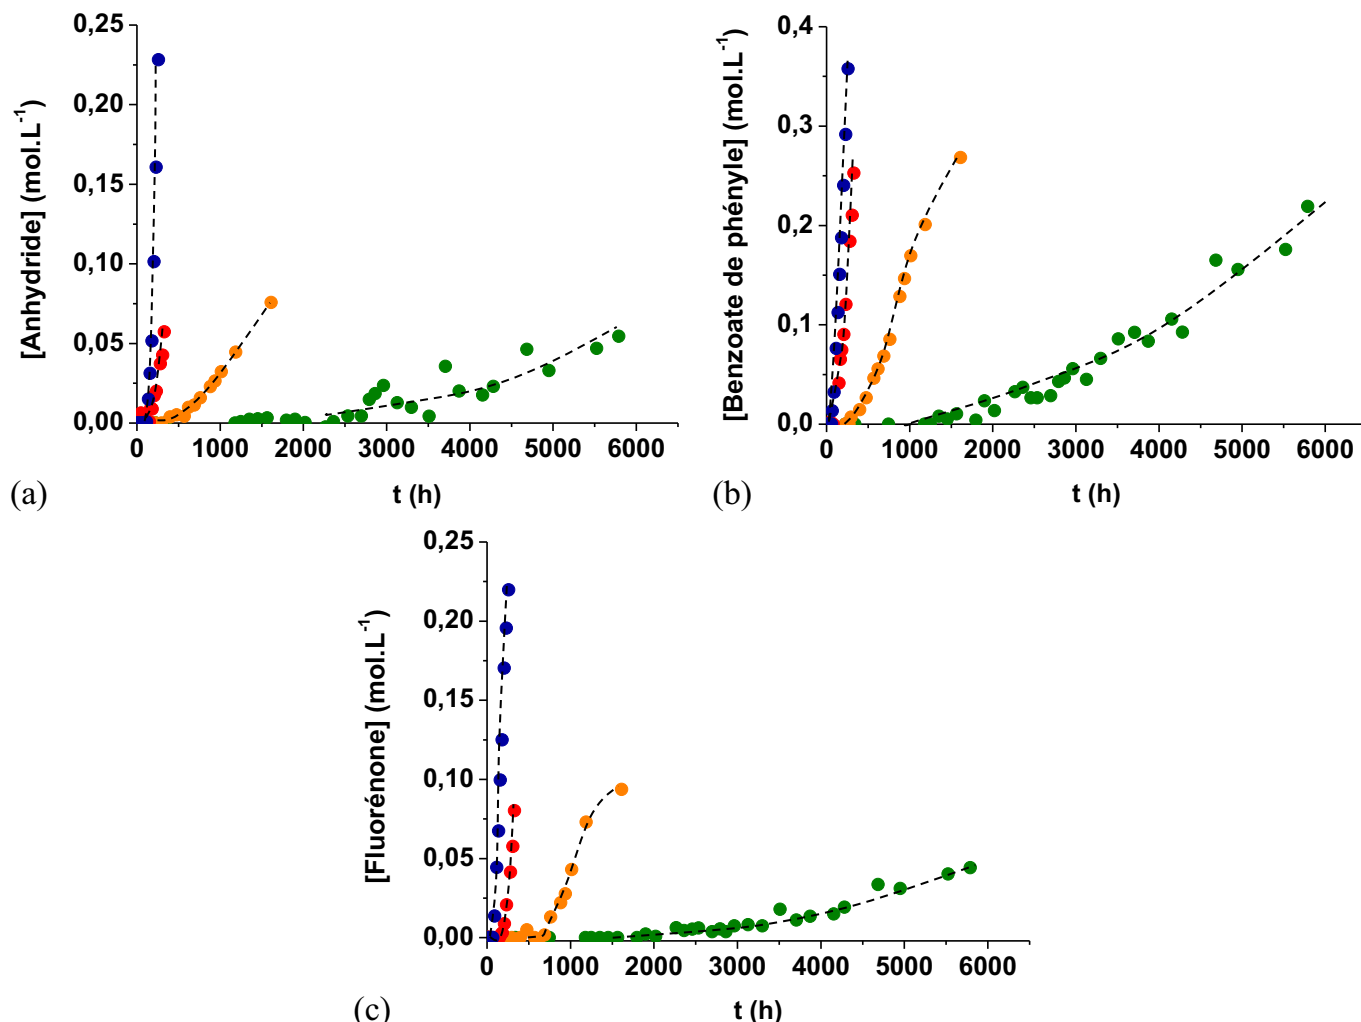 [Anhydride] (mol.L-1)
0,25
0,20
0,15
0,10
0,05
0,00
0 1000 2000 3000 4000 5000 6000
(a)
t (h)
[Benzoate de phényle] (mol.L-1)
0,4
0,3
0,2
0,1
0,0
0 1000 2000 3000 4000 5000 6000
(b)
t (h)
[Fluorénone] (mol.L-1)
0,25
0,20
0,15
0,10
0,05
0,00
0 1000 2000 3000 4000 5000 6000
(c)
t (h)